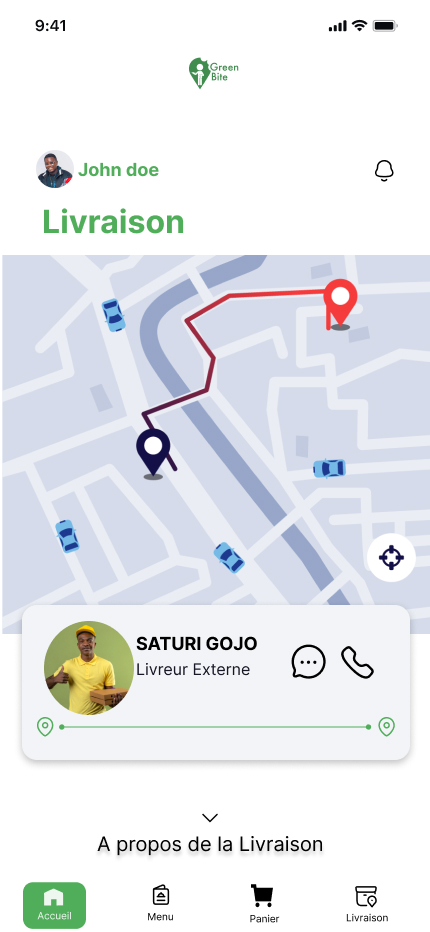 9:41
Green
Bite
John doe
Livraison
SATURI GOJO
Livreur Externe
A propos de la Livraison
Accueil
Menu
Panier
Livraison